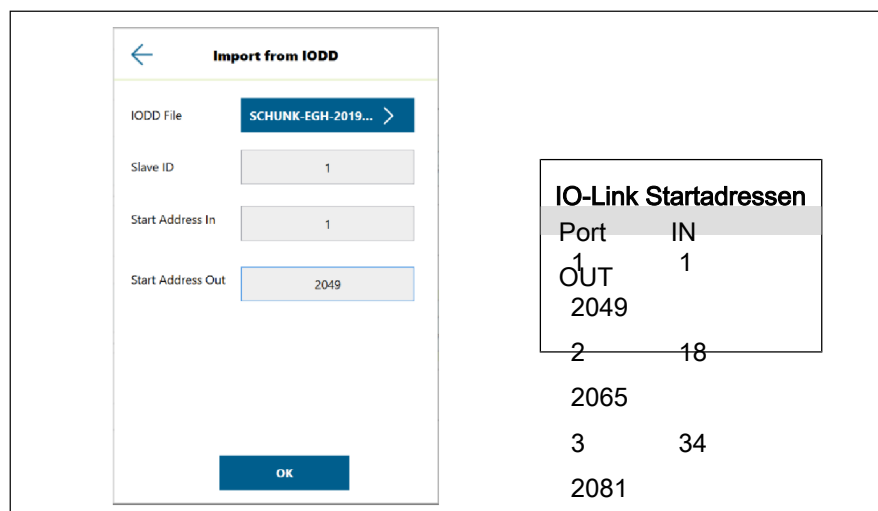 Import from IODD
IODD File
SCHUNK-EGH-2019...
Slave ID
1
Start Address In
1
Start Address Out
2049
OK
IO-Link Startadressen
Port IN
1 1
OUT
2049
2 18
2065
3 34
2081